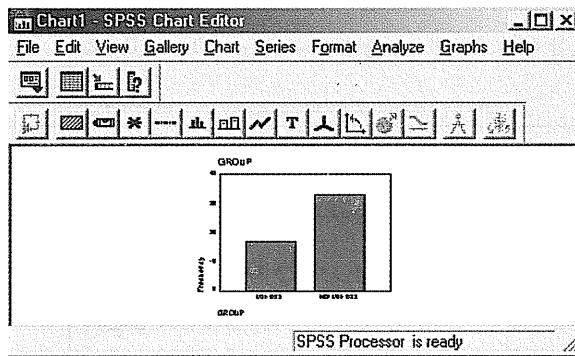 Chart1 - SPSS Chart Editor
File Edit View Gallery Chart Series Format Analyze Graphs Help
T
GROUP
Frequency
GROUP
SPSS Processor is ready